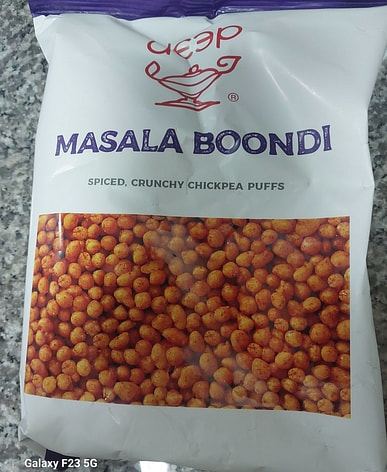 deep
®
MASALA BOONDI
SPICED, CRUNCHY CHICKPEA PUFFS
Galaxy F23 5G